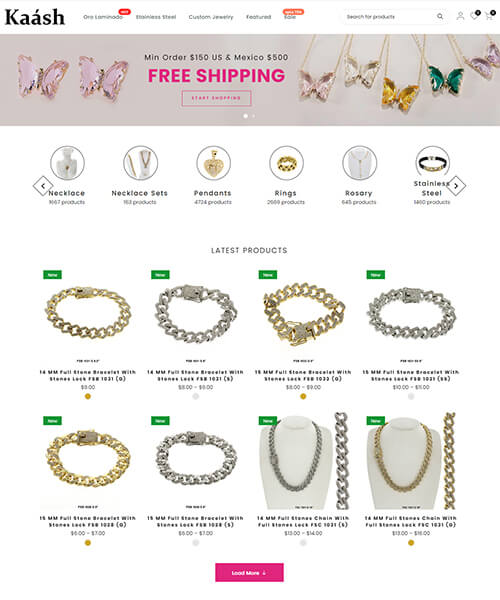 Kaásh
Oro Laminado
HOT
Stainless Steel
Custom Jewelry
Featured
Sale
Search for products
0
0
Min Order $150 US & Mexico $500
FREE SHIPPING
START SHOPPING
Necklace
1667 products
Necklace Sets
163 products
Pendants
4724 products
Rings
2669 products
Rosary
645 products
Stainless
Steel
1460 products
LATEST PRODUCTS
New
New
New
New
14 MM Full Stone Bracelet With
Stones Lock FSB 1031 (G)
$9.00
14 MM Full Stone Bracelet With
Stones Lock FSB 1031 (S)
$8.00 – $9.00
15 MM Full Stone Bracelet With
Stones Lock FSB 1032 (G)
$8.00 – $9.00
15 MM Full Stone Bracelet With
Stones Lock FSB 1031 (SS)
$10.00 – $11.00
New
New
New
New
15 MM Full Stone Bracelet With
Stones Lock FSB 1028 (G)
$6.00 – $7.00
15 MM Full Stone Bracelet With
Stones Lock FSB 1028 (S)
$6.00 – $7.00
14 MM Full Stones Chain With
Full Stones Lock FSC 1031 (S)
$13.00 – $14.00
14 MM Full Stones Chain With
Full Stones Lock FSC 1031 (G)
$13.00 – $16.00
Load More ↓